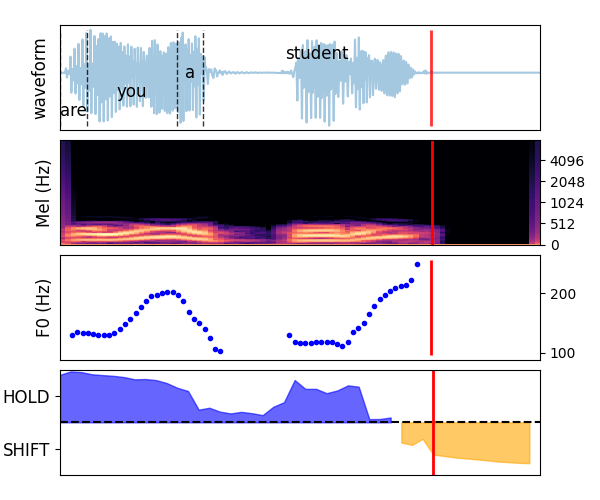 waveform
are
you
a
student
Mel (Hz)
4096
2048
1024
512
0
F0 (Hz)
200
100
HOLD
SHIFT